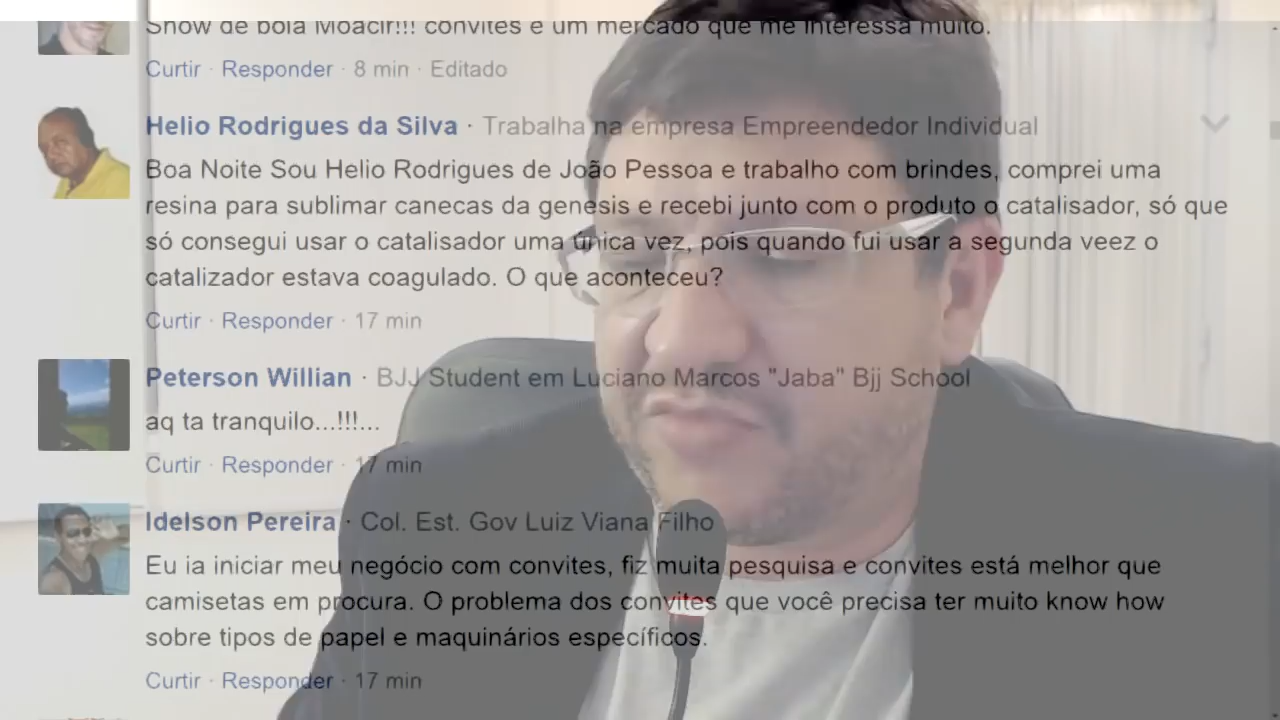 Show de bola Moacir!!! convites é um mercado que me interessa muito.
Curtir · Responder · 8 min · Editado
Helio Rodrigues da Silva · Trabalha na empresa Empreendedor Individual
Boa Noite Sou Helio Rodrigues de João Pessoa e trabalho com brindes, comprei uma
resina para sublimar canecas da genesis e recebi junto com o produto o catalisador, só que
só consegui usar o catalisador uma única vez, pois quando fui usar a segunda veez o
catalizador estava coagulado. O que aconteceu?
Curtir · Responder · 17 min
Peterson Willian · BJJ Student em Luciano Marcos "Jaba" Bjj School
aq ta tranquilo...!!!...
Curtir · Responder · 17 min
Idelson Pereira · Col. Est. Gov Luiz Viana Filho
Eu ia iniciar meu negócio com convites, fiz muita pesquisa e convites está melhor que
camisetas em procura. O problema dos convites que você precisa ter muito know how
sobre tipos de papel e maquinários específicos.
Curtir · Responder · 17 min